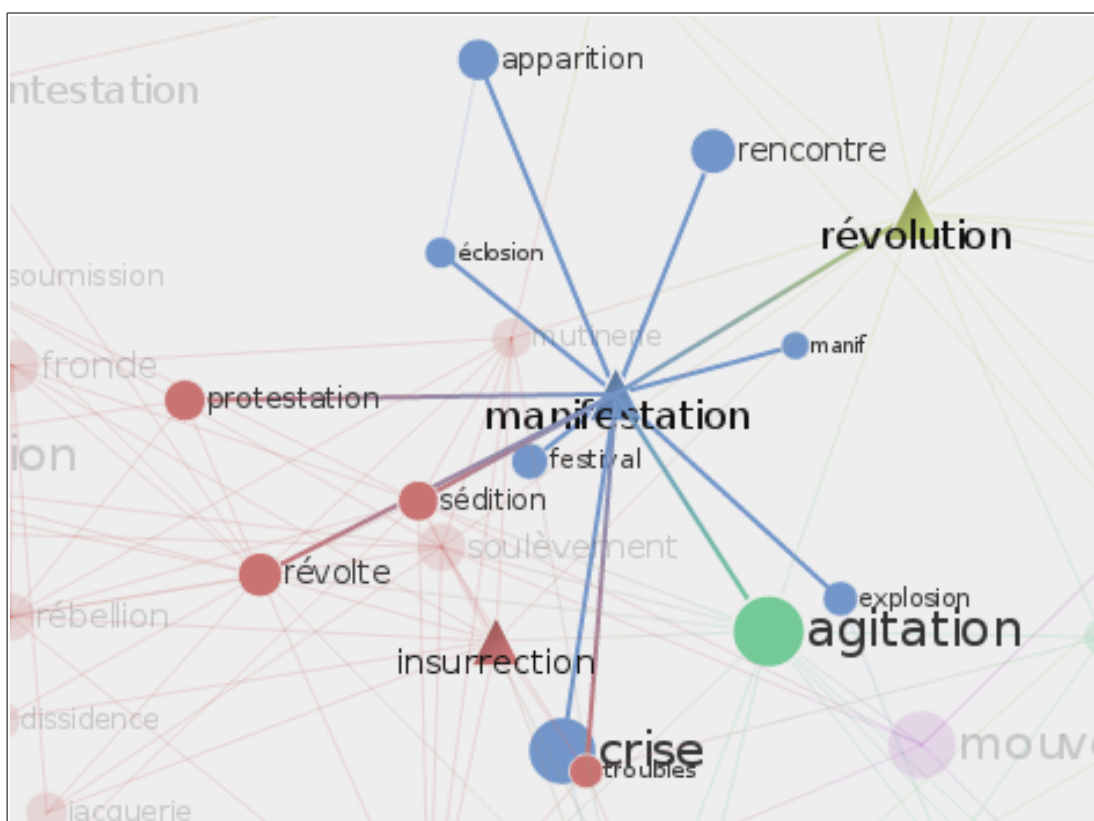 apparition
ntestation
rencontre
révolution
éclosion
soumission
mutinerie
manif
fronde
protestation
manifestation
ion
festival
sédition
soulèvement
révolte
explosion
rébellion
agitation
insurrection
dissidence
crise
mouv
troubles
jacquerie